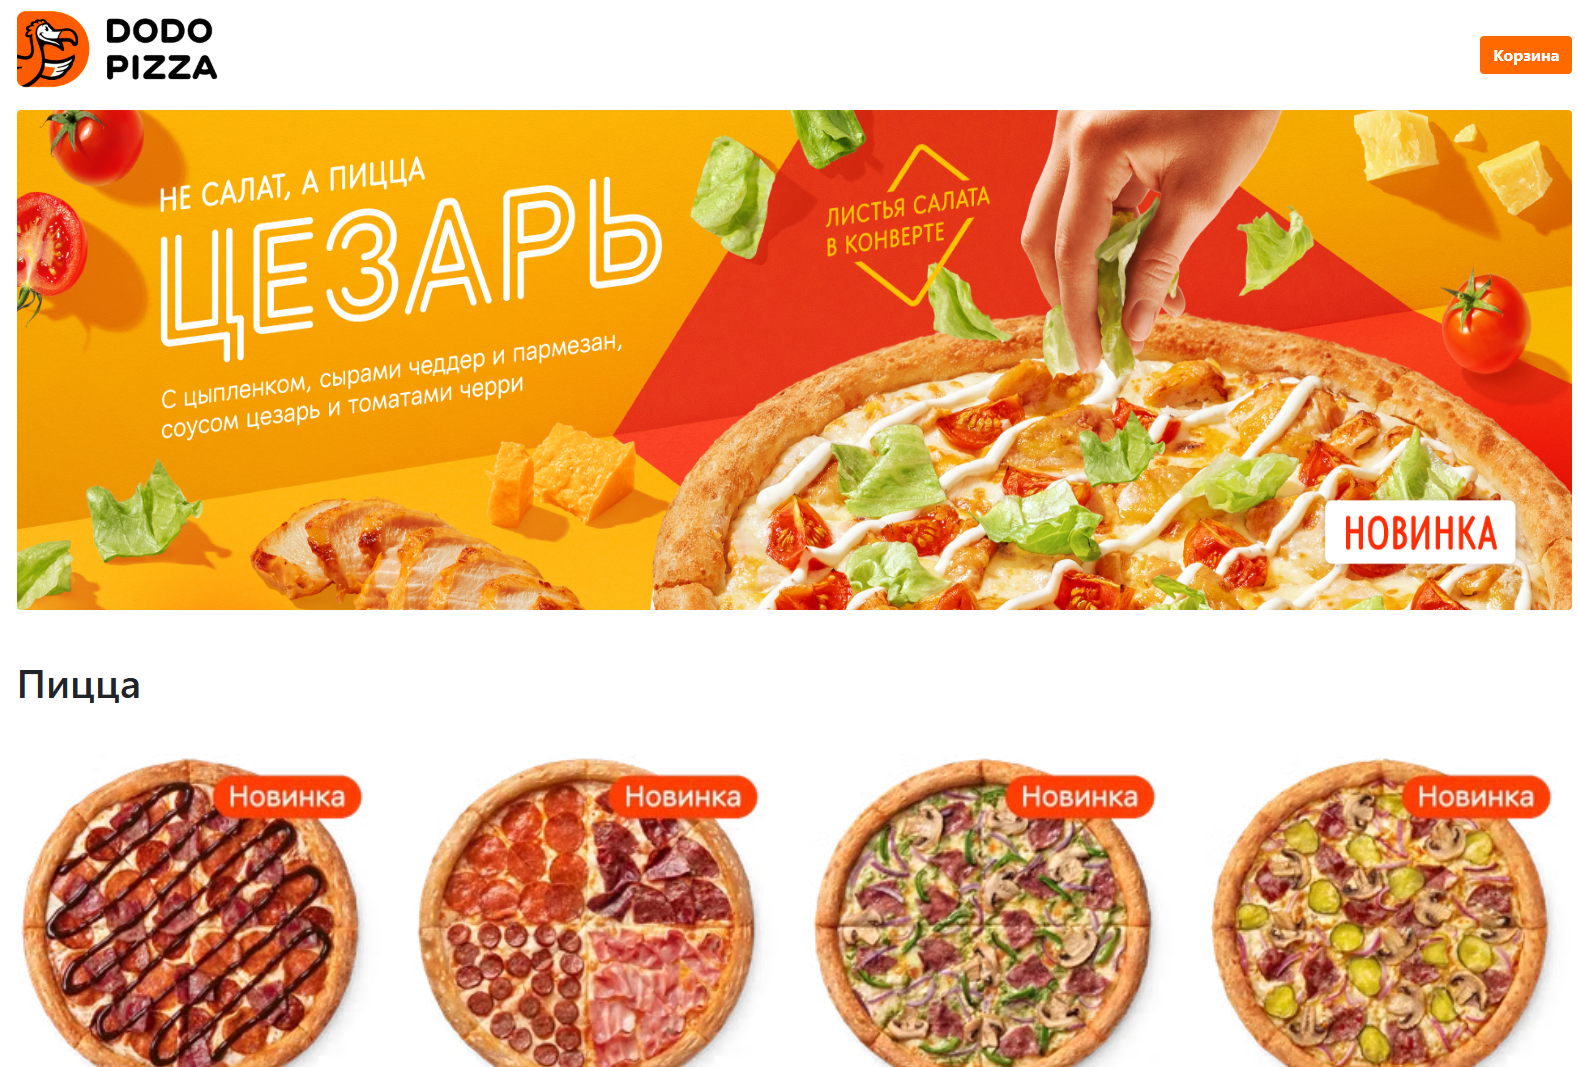 DODO
PIZZA
Корзина
НЕ САЛАТ, А ПИЦЦА
ЦЕЗАРЬ
С цыпленком, сырами чеддер и пармезан,
соусом цезарь и томатами черри
ЛИСТЬЯ САЛАТА
В КОНВЕРТЕ
НОВИНКА
Пицца
Новинка
Новинка
Новинка
Новинка